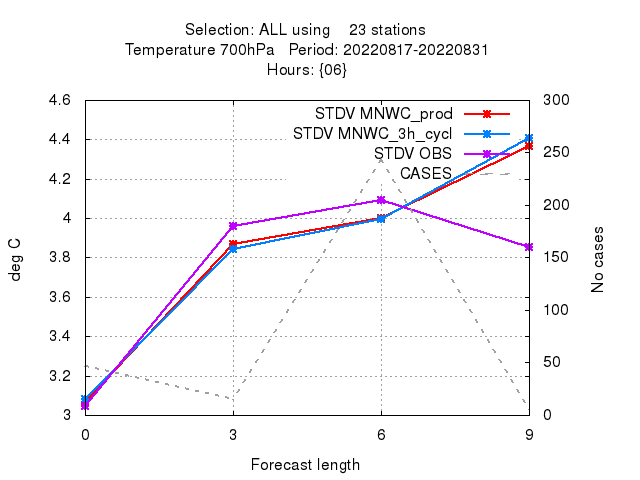 Selection: ALL using 23 stations
Temperature 700hPa Period: 20220817-20220831
Hours: {06}
4.6
4.4
4.2
4
3.8
3.6
3.4
3.2
3
300
250
200
150
100
50
0
STDV MNWC_prod
STDV MNWC_3h_cycl
STDV OBS
CASES
deg C
No cases
0 3 6 9
Forecast length